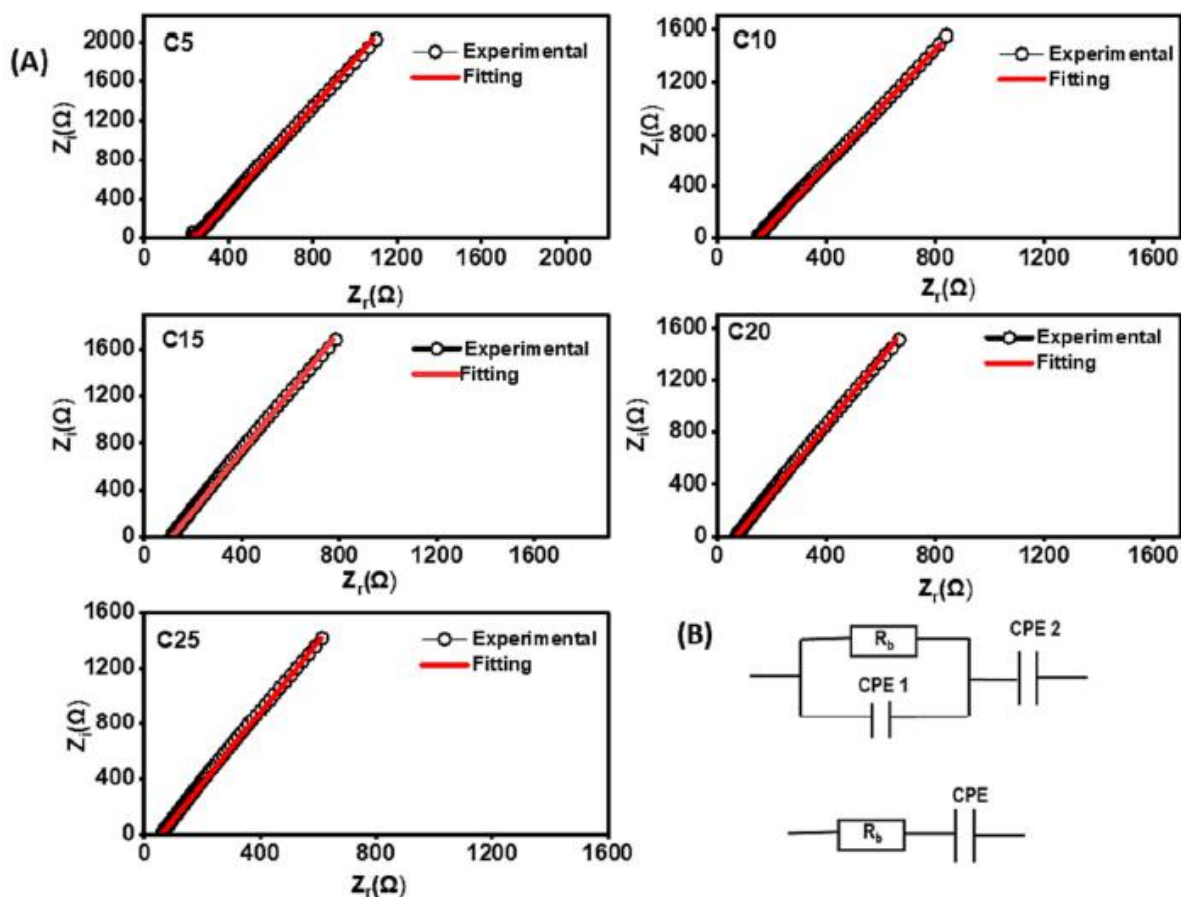 (A)
C5
Experimental
Fitting
Zi(Ω)
2000
1600
1200
800
400
0
0 400 800 1200 1600 2000
Zr(Ω)
C10
Experimental
Fitting
Zi(Ω)
1600
1200
800
400
0
0 400 800 1200 1600
Zr(Ω)
C15
Experimental
Fitting
Zi(Ω)
1600
1200
800
400
0
0 400 800 1200 1600
Zr(Ω)
C20
Experimental
Fitting
Zi(Ω)
1600
1200
800
400
0
0 400 800 1200 1600
Zr(Ω)
C25
Experimental
Fitting
Zi(Ω)
1600
1200
800
400
0
0 400 800 1200 1600
Zr(Ω)
(B)
Rb
CPE 1
CPE 2
Rb
CPE